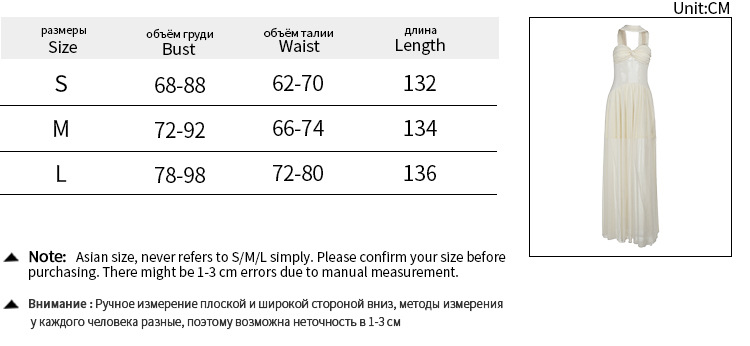 Unit:CM
размеры объём груди объём талии длина
Size Bust Waist Length
S 68-88 62-70 132
M 72-92 66-74 134
L 78-98 72-80 136
Note: Asian size, never refers to S/M/L simply. Please confirm your size before
purchasing. There might be 1-3 cm errors due to manual measurement.
Внимание : Ручное измерение плоской и широкой стороной вниз, методы измерения
у каждого человека разные, поэтому возможна неточность в 1-3 см